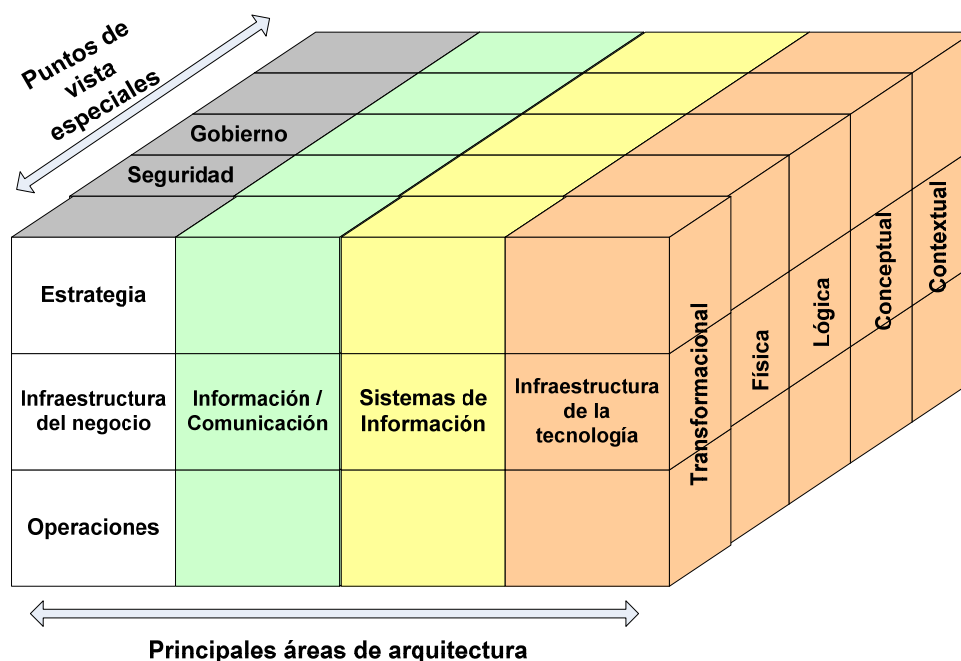 Puntos de
vista
especiales
Gobierno
Seguridad
Estrategia
Infraestructura
del negocio
Información /
Comunicación
Sistemas de
Información
Infraestructura
de la
tecnología
Operaciones
Transformacional
Física
Lógica
Conceptual
Contextual
Principales áreas de arquitectura